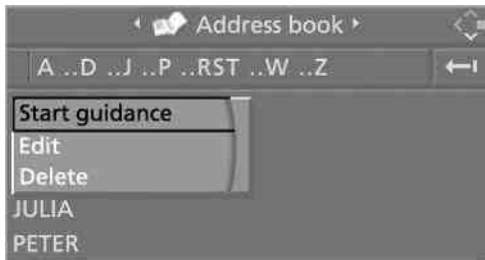 Address book
A ..D ..J ..P ..RST ..W ..Z
Start guidance
Edit
Delete
JULIA
PETER